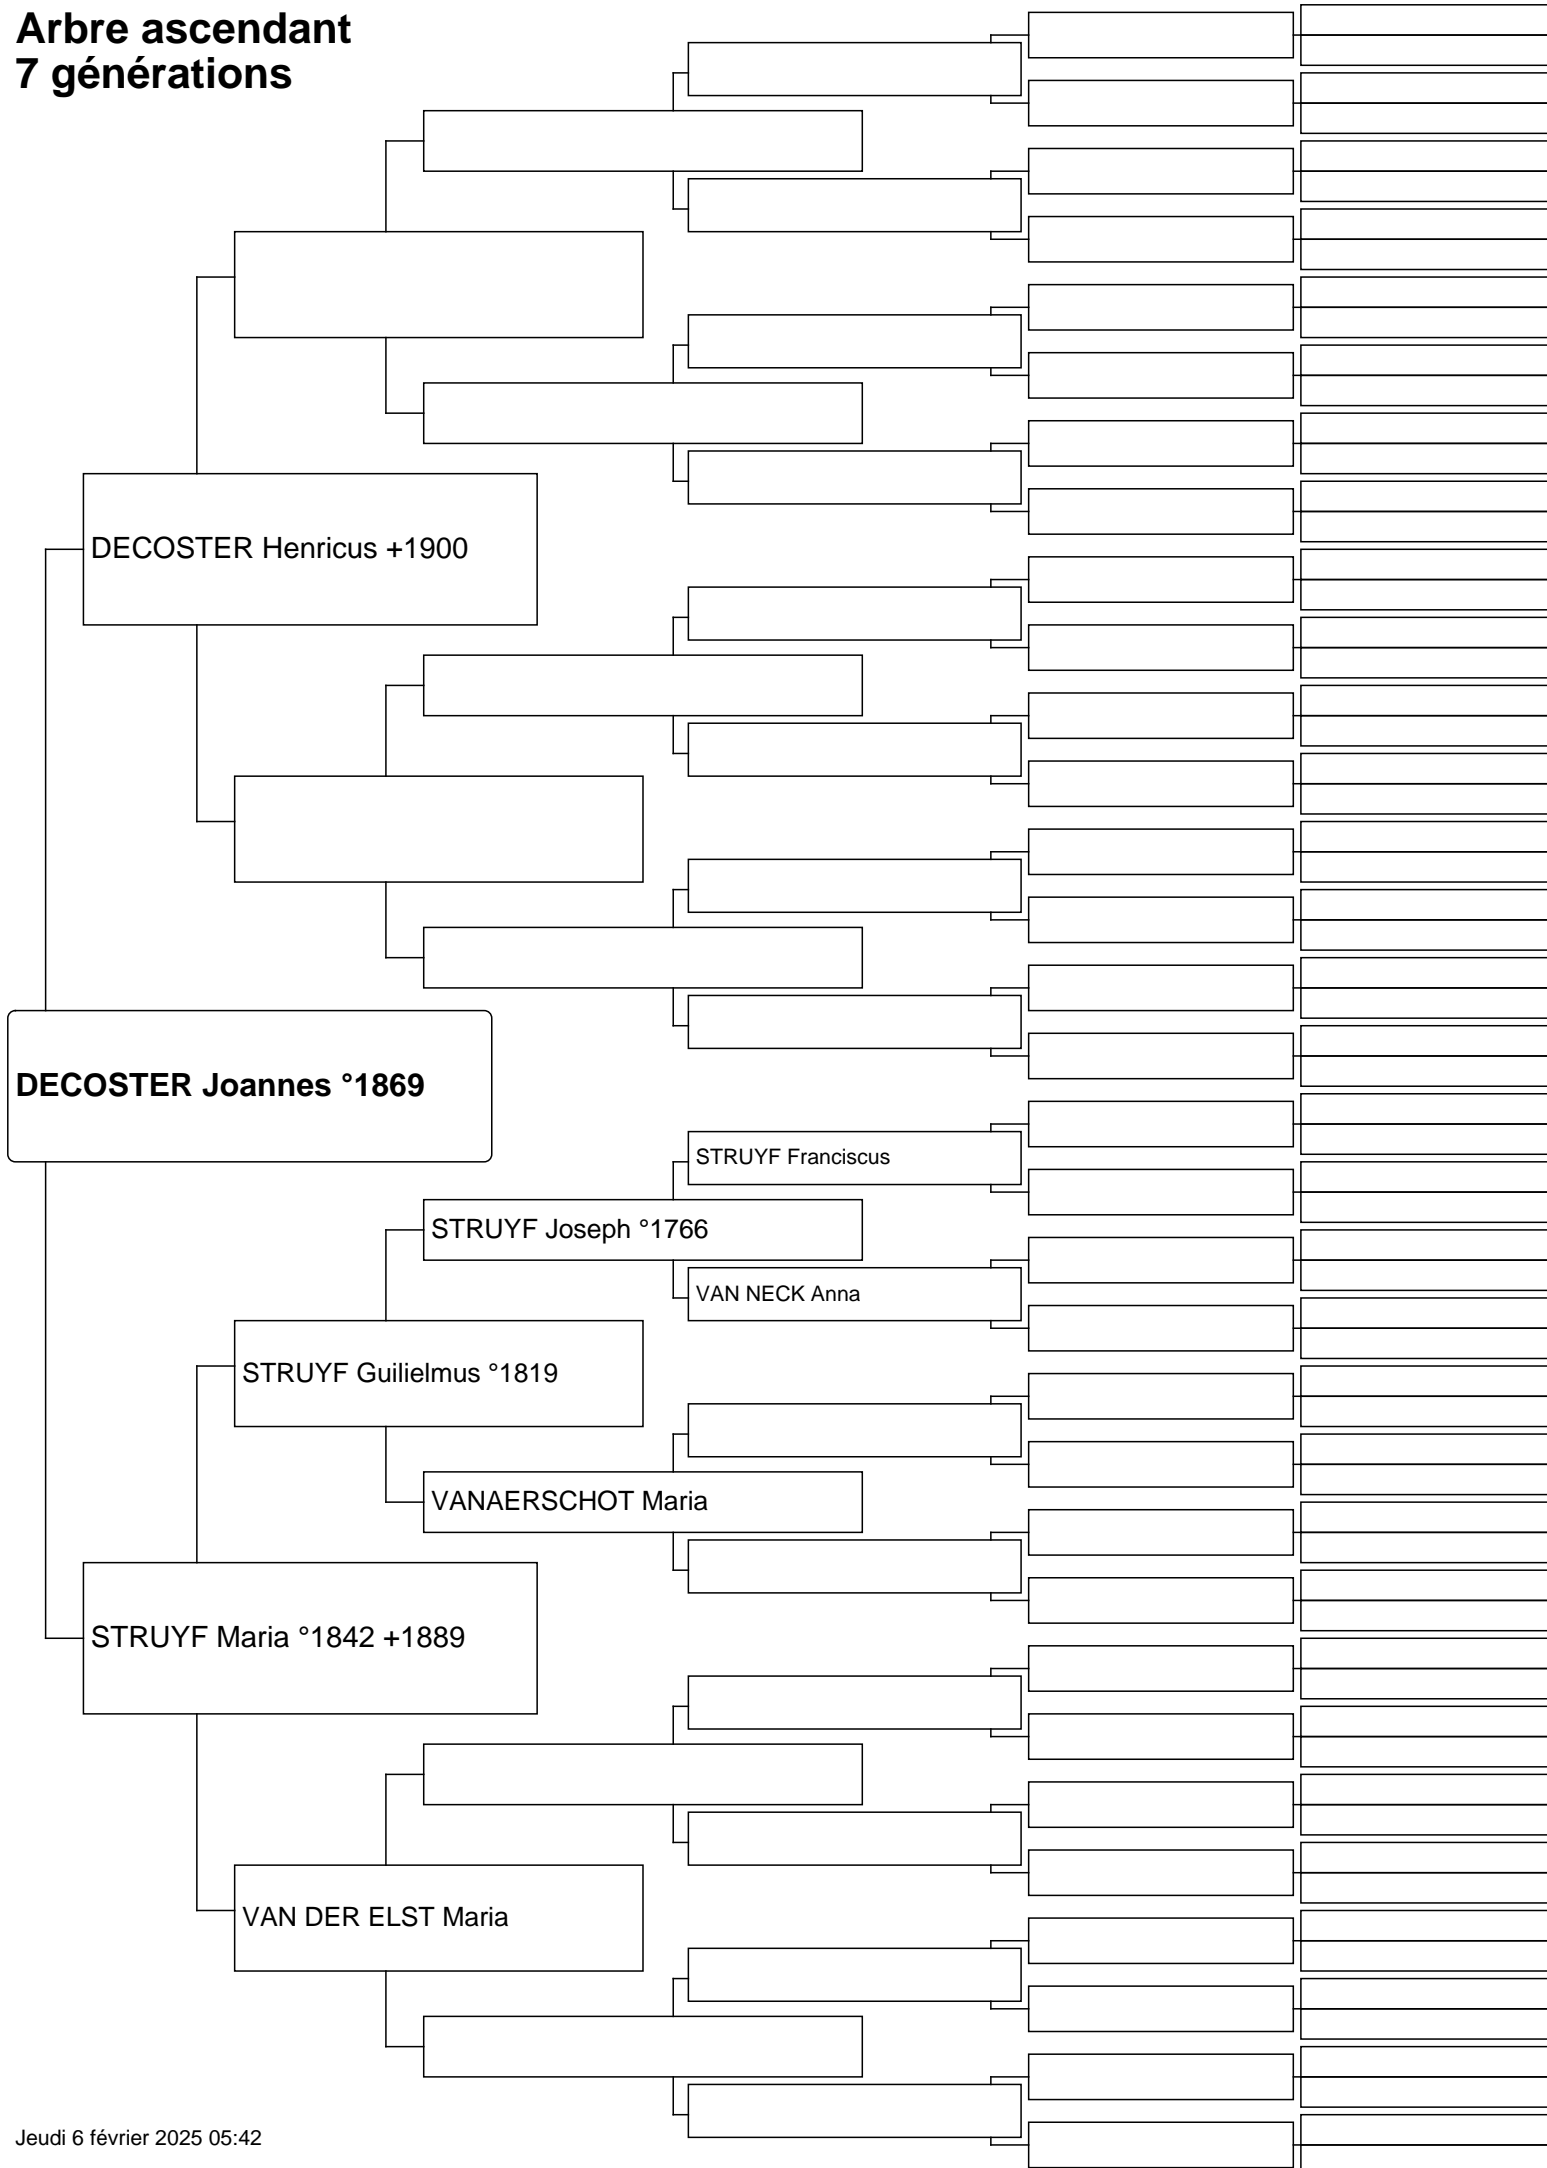 Arbre ascendant
7 générations
DECOSTER Henricus +1900
DECOSTER Joannes °1869
STRUYF Franciscus
STRUYF Joseph °1766
VAN NECK Anna
STRUYF Guilielmus °1819
VANAERSCHOT Maria
STRUYF Maria °1842 +1889
VAN DER ELST Maria
Jeudi 6 février 2025 05:42